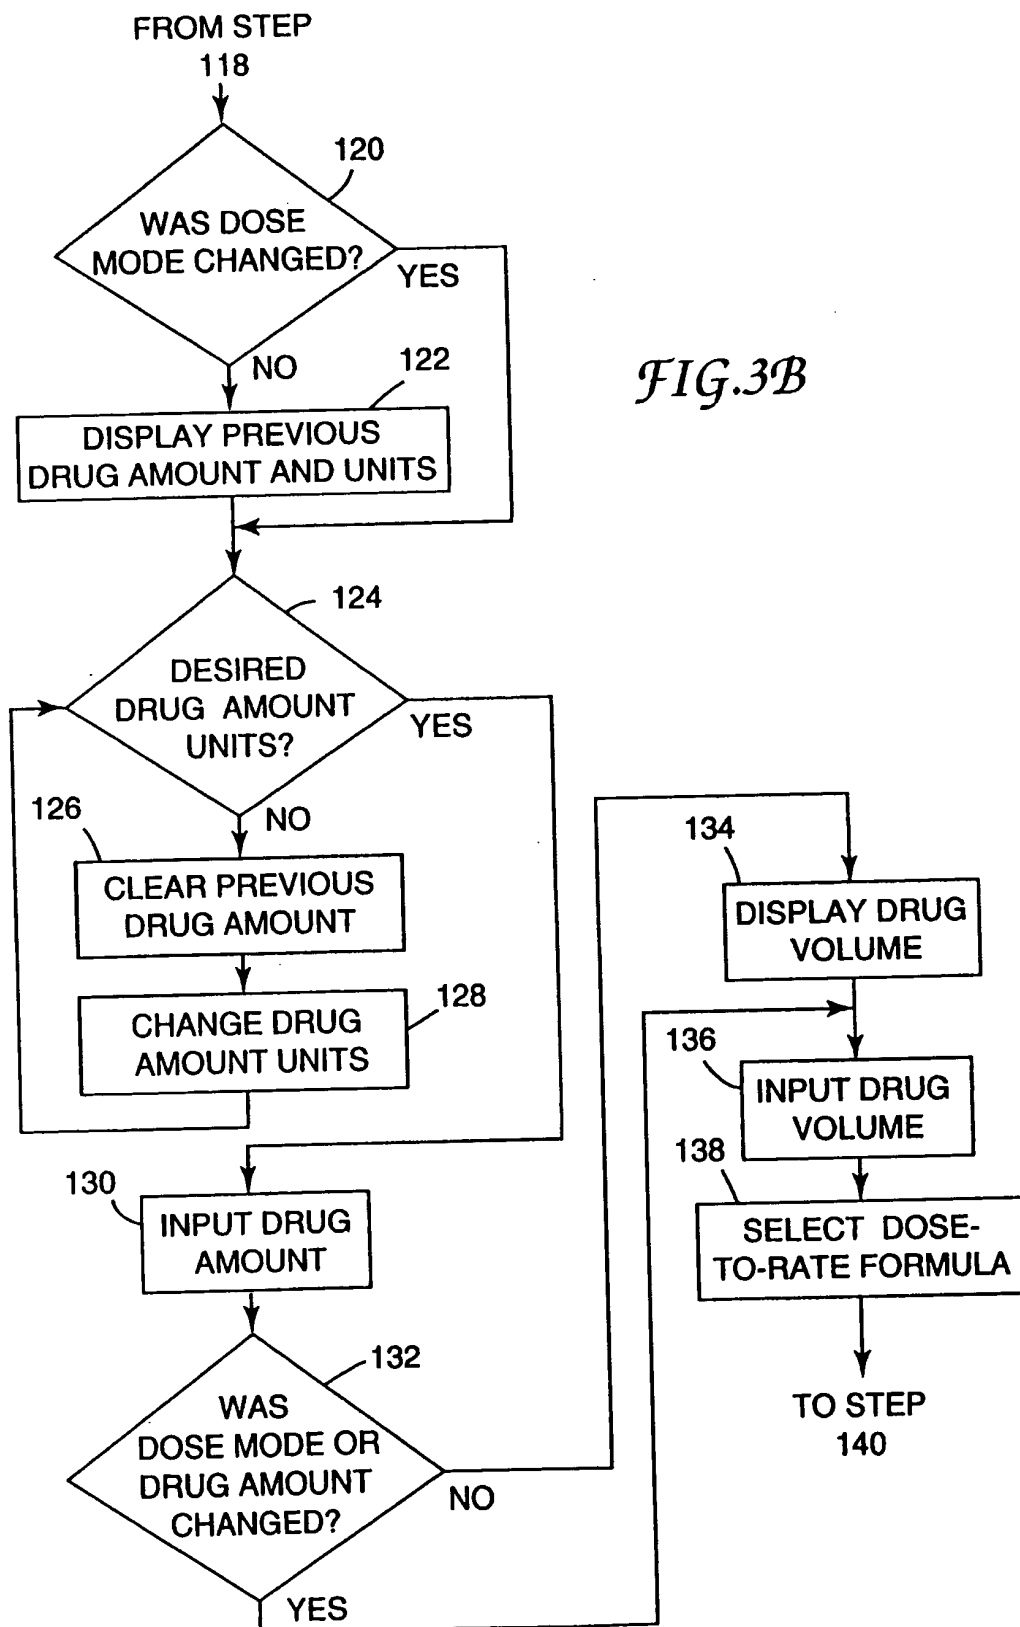 FROM STEP
118
120
WAS DOSE
MODE CHANGED?
YES
NO
122
DISPLAY PREVIOUS
DRUG AMOUNT AND UNITS
FIG.3B
124
DESIRED
DRUG AMOUNT
UNITS?
YES
NO
126
CLEAR PREVIOUS
DRUG AMOUNT
128
CHANGE DRUG
AMOUNT UNITS
130
INPUT DRUG
AMOUNT
132
WAS
DOSE MODE OR
DRUG AMOUNT
CHANGED?
NO
YES
134
DISPLAY DRUG
VOLUME
136
INPUT DRUG
VOLUME
138
SELECT DOSE-
TO-RATE FORMULA
TO STEP
140